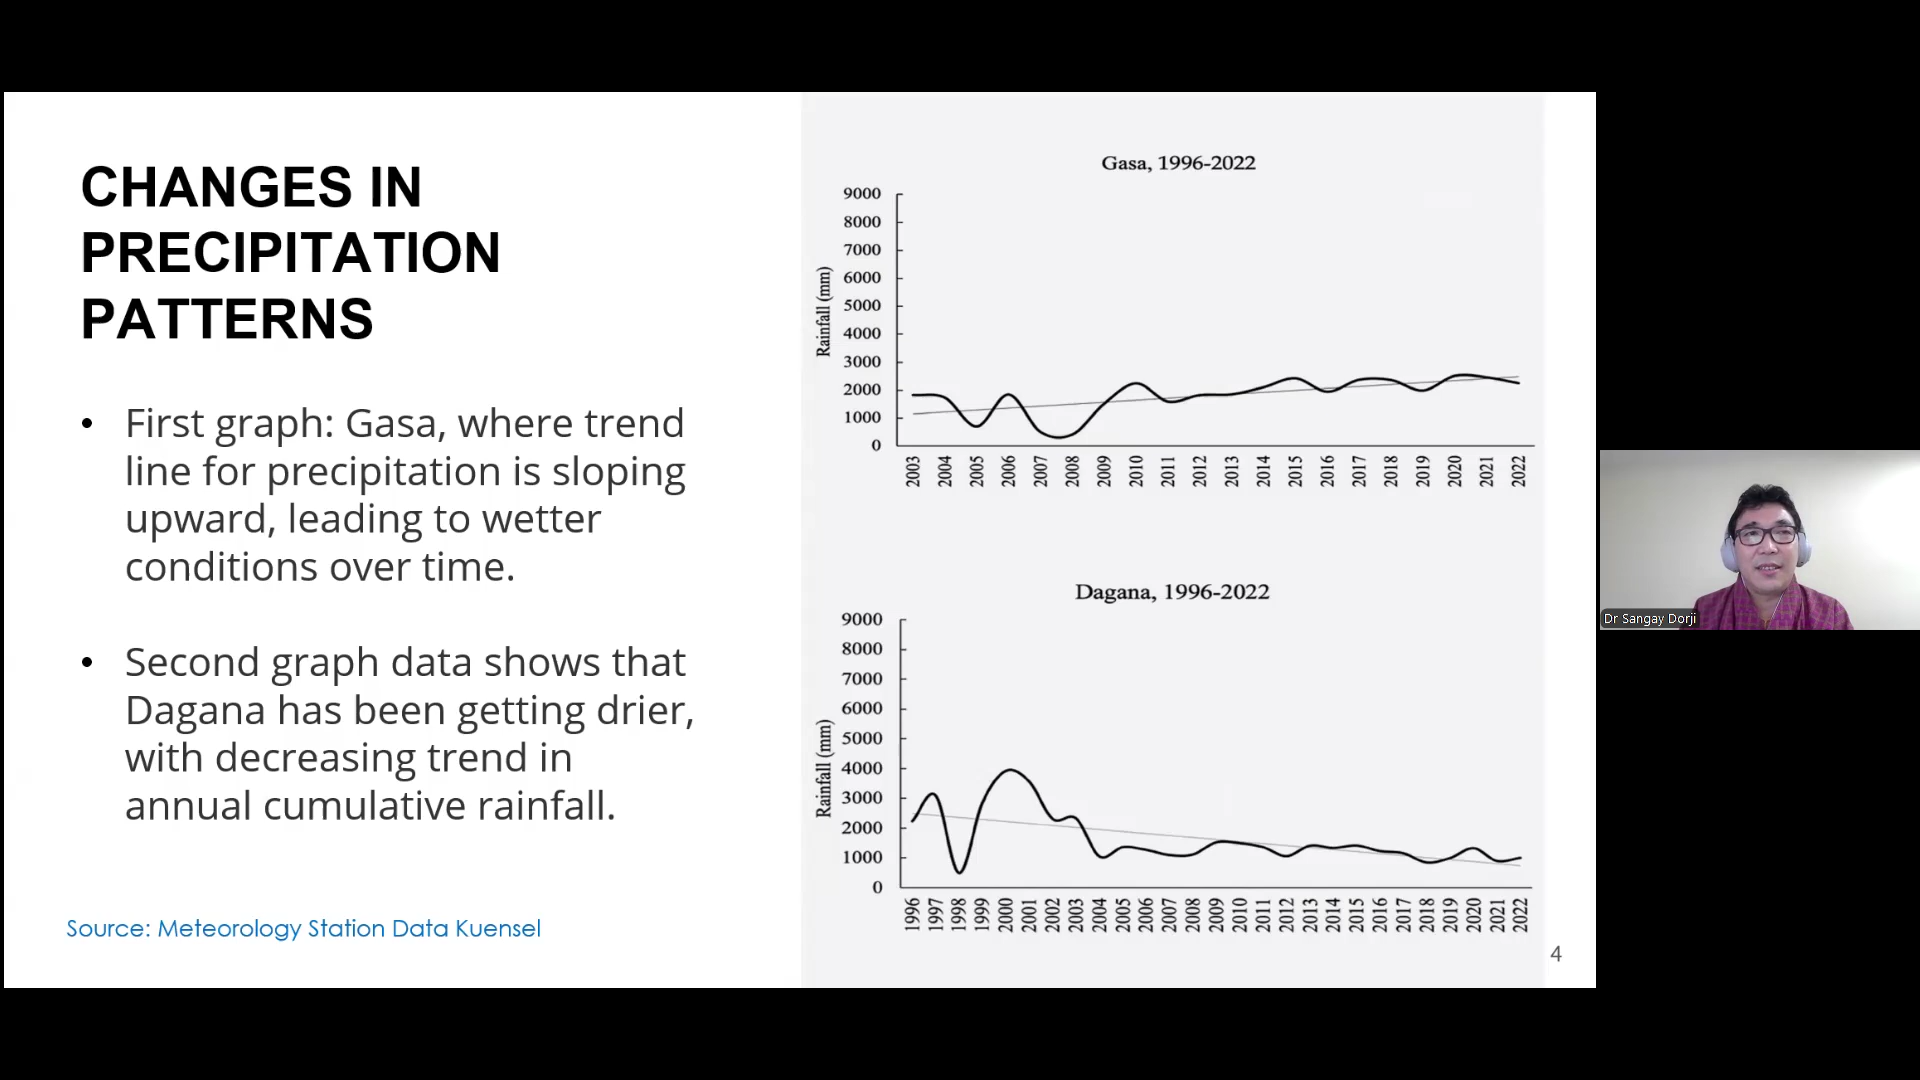 CHANGES IN
PRECIPITATION
PATTERNS
• First graph: Gasa, where trend
line for precipitation is sloping
upward, leading to wetter
conditions over time.
• Second graph data shows that
Dagana has been getting drier,
with decreasing trend in
annual cumulative rainfall.
Source: Meteorology Station Data Kuensel
Gasa, 1996-2022
Rainfall (mm)
9000
8000
7000
6000
5000
4000
3000
2000
1000
0
2003 2004 2005 2006 2007 2008 2009 2010 2011 2012 2013 2014 2015 2016 2017 2018 2019 2020 2021 2022
Dagana, 1996-2022
Rainfall (mm)
9000
8000
7000
6000
5000
4000
3000
2000
1000
0
1996 1997 1998 1999 2000 2001 2002 2003 2004 2005 2006 2007 2008 2009 2010 2011 2012 2013 2014 2015 2016 2017 2018 2019 2020 2021 2022
4
Dr Sangay Dorji